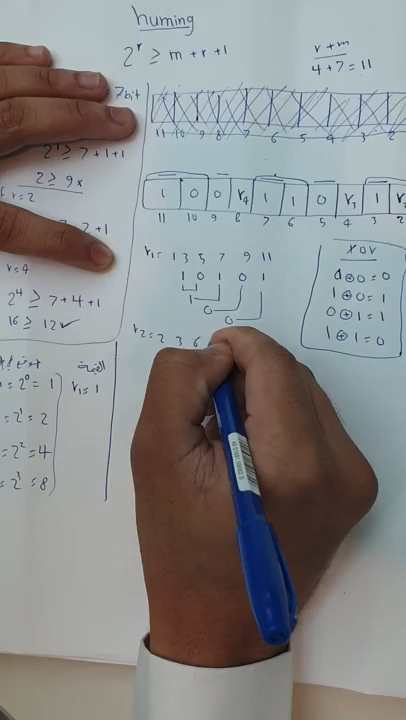 huming
2^r ≥ m + r + 1
r + m
4 + 7 = 11
7bit
11 10 9 8 7 6 5 4 3 2
2^1 ≥ 7 + 1 + 1
2 ≥ 9 x
r = 2
2 + 1
r = 4
2^4 ≥ 7 + 4 + 1
16 ≥ 12 ✓
1 0 0 r4 1 1 0 r3 1 r2
11 10 9 8 7 6 5 4 3 2
r1 = 1 3 5 7 9 11
1 0 1 0 1
1
0
0
r2 = 2 3 6
XOR
0 ⊕ 0 = 0
1 ⊕ 0 = 1
0 ⊕ 1 = 1
1 ⊕ 1 = 0
القيمة
= 2^0 = 1
r1 = 1
= 2^1 = 2
= 2^2 = 4
= 2^3 = 8